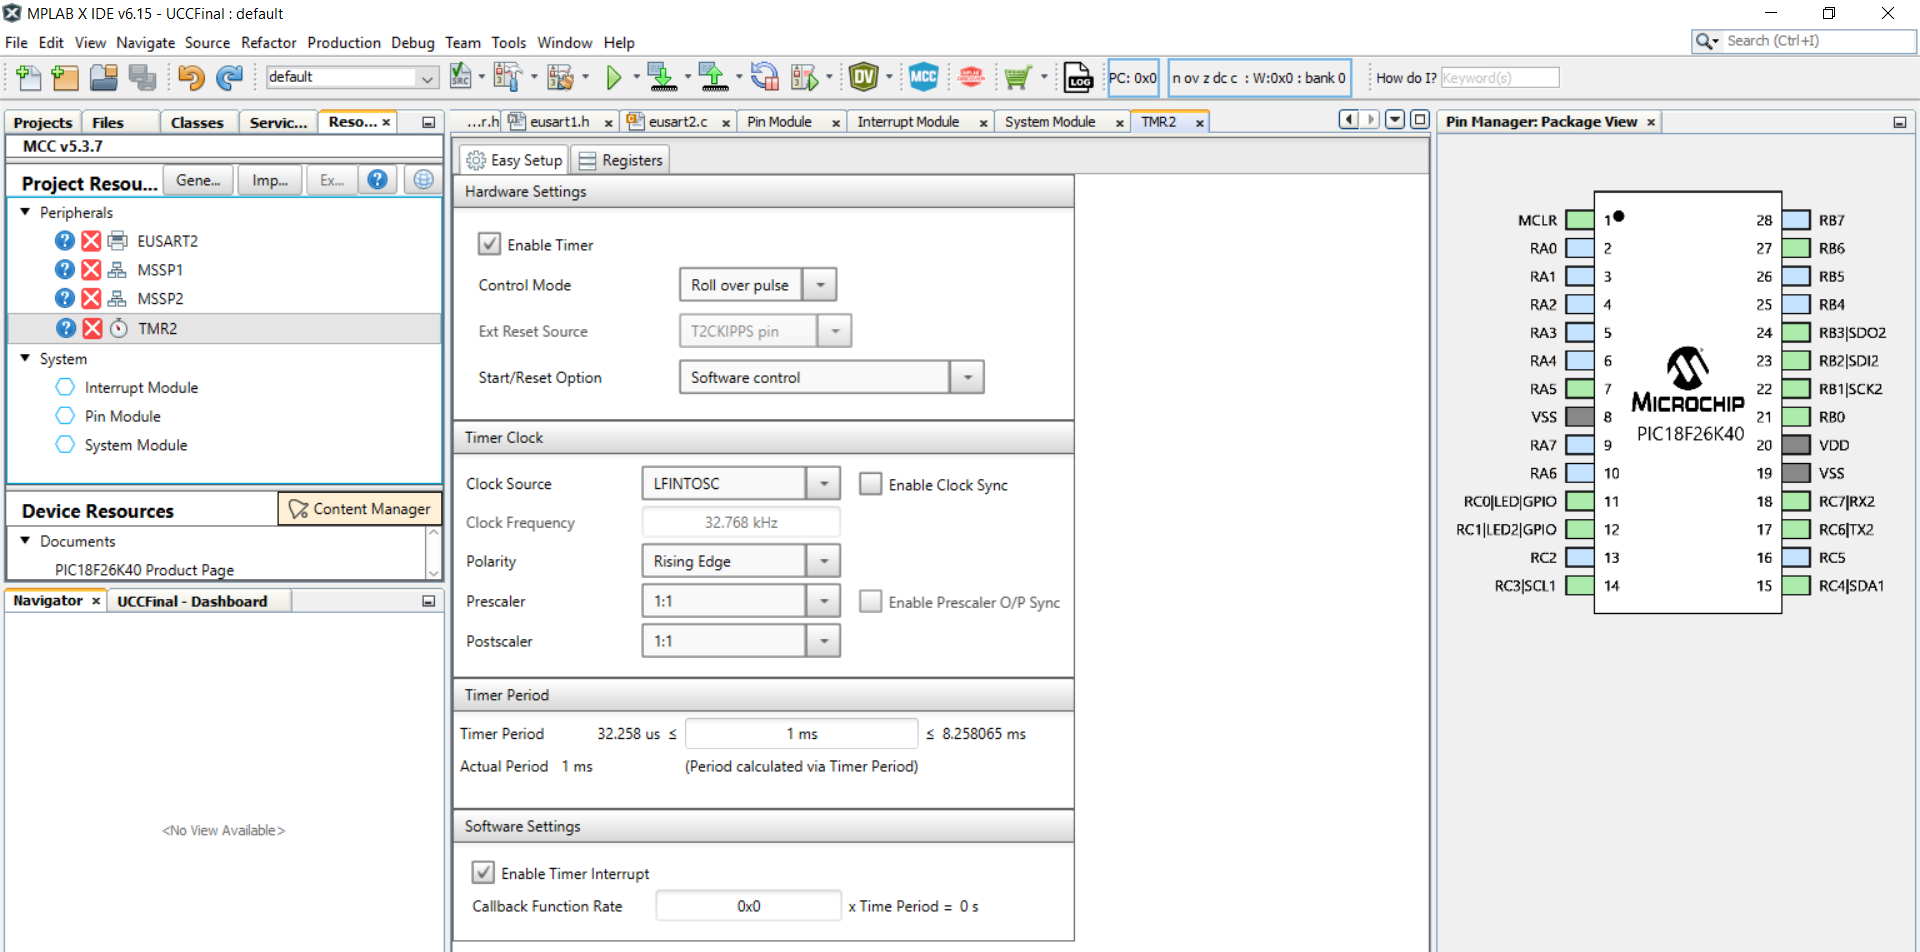 MPLAB X IDE v6.15 - UCCFinal : default
File Edit View Navigate Source Refactor Production Debug Team Tools Window Help
Search (Ctrl+I)
default
SRC
DV
MCC
LOG
PC: 0x0
n ov z dc c : W:0x0 : bank 0
How do I?
Keyword(s)
Projects Files Classes Servic... Reso... ×
MCC v5.3.7
Project Resou... Gene... Imp... Ex...
Peripherals
EUSART2
MSSP1
MSSP2
TMR2
System
Interrupt Module
Pin Module
System Module
Device Resources
Content Manager
Documents
PIC18F26K40 Product Page
Navigator × UCCFinal - Dashboard
<No View Available>
...r.h eusart1.h × eusart2.c × Pin Module × Interrupt Module × System Module × TMR2 ×
Easy Setup Registers
Hardware Settings
Enable Timer
Control Mode Roll over pulse
Ext Reset Source T2CKIPPS pin
Start/Reset Option Software control
Timer Clock
Clock Source LFINTOSC Enable Clock Sync
Clock Frequency 32.768 kHz
Polarity Rising Edge
Prescaler 1:1 Enable Prescaler O/P Sync
Postscaler 1:1
Timer Period
Timer Period 32.258 us ≤ 1 ms ≤ 8.258065 ms
Actual Period 1 ms (Period calculated via Timer Period)
Software Settings
Enable Timer Interrupt
Callback Function Rate 0x0 x Time Period = 0 s
Pin Manager: Package View ×
MCLR 1 28 RB7
RA0 2 27 RB6
RA1 3 26 RB5
RA2 4 25 RB4
RA3 5 24 RB3|SDO2
RA4 6 23 RB2|SDI2
RA5 7 22 RB1|SCK2
VSS 8 21 RB0
RA7 9 20 VDD
RA6 10 19 VSS
RC0|LED|GPIO 11 18 RC7|RX2
RC1|LED2|GPIO 12 17 RC6|TX2
RC2 13 16 RC5
RC3|SCL1 14 15 RC4|SDA1
MICROCHIP
PIC18F26K40